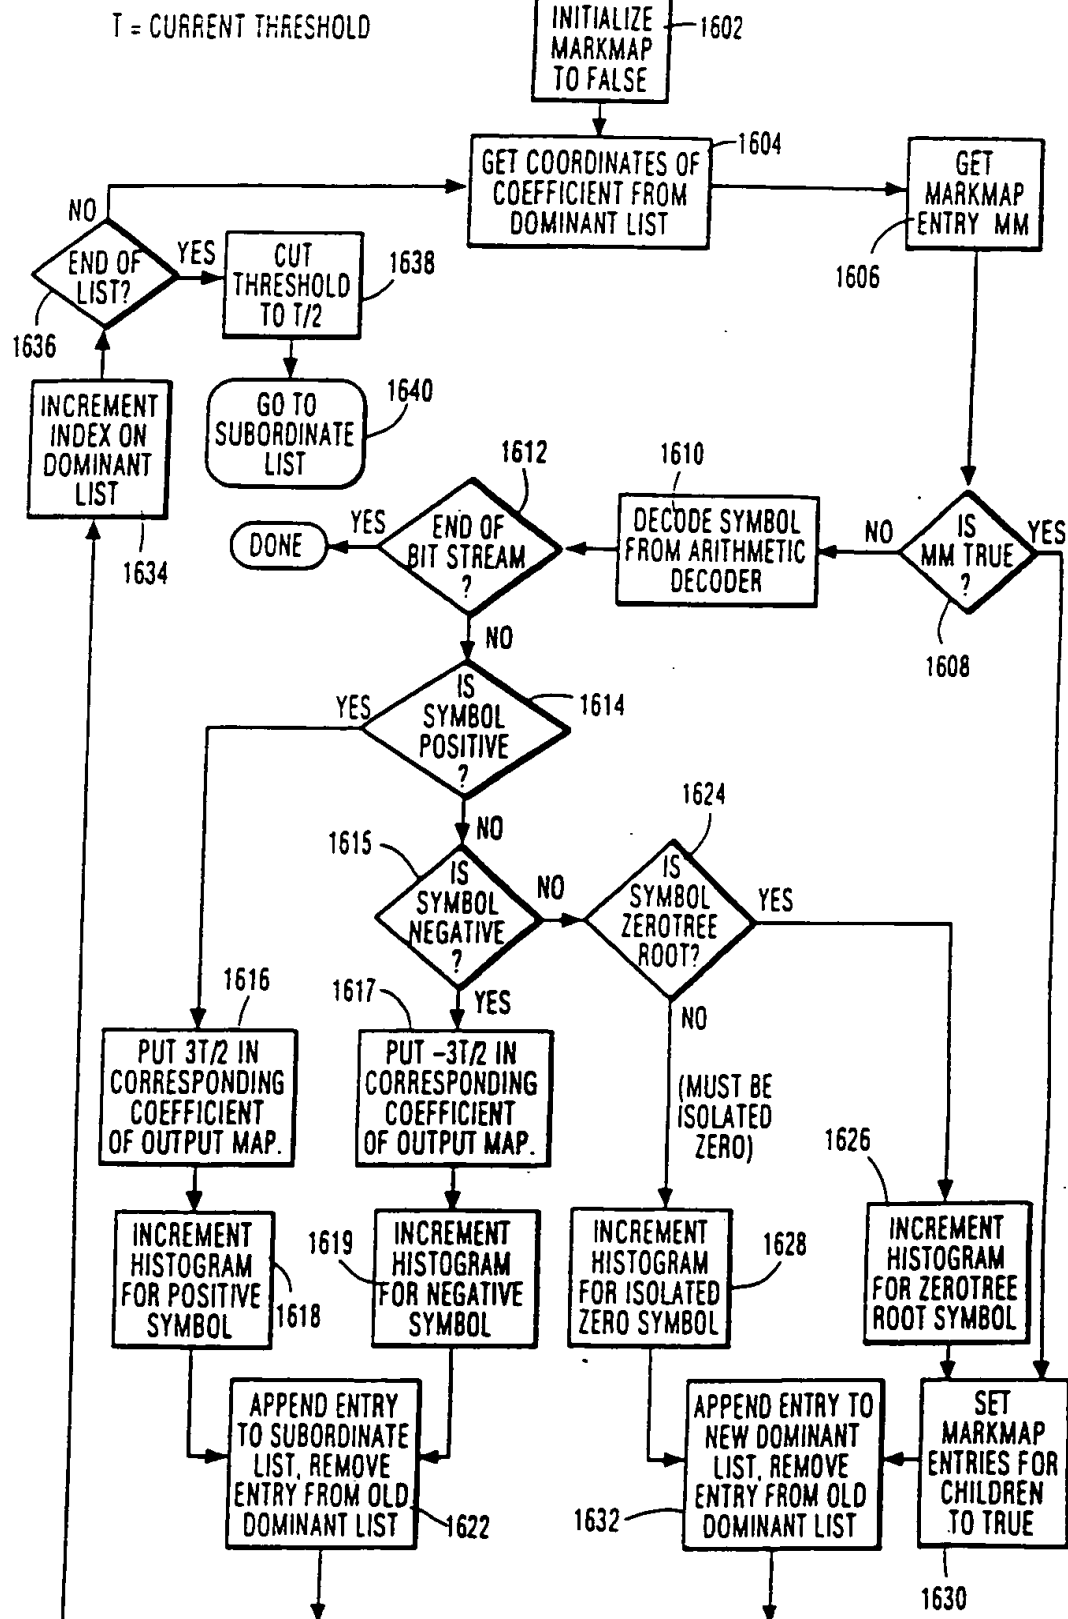 T = CURRENT THRESHOLD
INITIALIZE
MARKMAP
TO FALSE
1602
GET COORDINATES OF
COEFFICIENT FROM
DOMINANT LIST
1604
GET
MARKMAP
ENTRY MM
1606
NO
END OF
LIST?
1636
YES
CUT
THRESHOLD
TO T/2
1638
GO TO
SUBORDINATE
LIST
1640
INCREMENT
INDEX ON
DOMINANT
LIST
1634
IS
MM TRUE
?
1608
YES
NO
DECODE SYMBOL
FROM ARITHMETIC
DECODER
1610
END OF
BIT STREAM
?
1612
YES
DONE
NO
IS
SYMBOL
POSITIVE
?
1614
YES
NO
IS
SYMBOL
NEGATIVE
?
1615
NO
IS
SYMBOL
ZEROTREE
ROOT?
1624
YES
YES
NO
(MUST BE
ISOLATED
ZERO)
PUT 3T/2 IN
CORRESPONDING
COEFFICIENT
OF OUTPUT MAP.
1616
PUT -3T/2 IN
CORRESPONDING
COEFFICIENT
OF OUTPUT MAP.
1617
INCREMENT
HISTOGRAM
FOR POSITIVE
SYMBOL
1618
INCREMENT
HISTOGRAM
FOR NEGATIVE
SYMBOL
1619
INCREMENT
HISTOGRAM
FOR ISOLATED
ZERO SYMBOL
1628
INCREMENT
HISTOGRAM
FOR ZEROTREE
ROOT SYMBOL
1626
APPEND ENTRY
TO SUBORDINATE
LIST, REMOVE
ENTRY FROM OLD
DOMINANT LIST
1622
APPEND ENTRY TO
NEW DOMINANT
LIST, REMOVE
ENTRY FROM OLD
DOMINANT LIST
1632
SET
MARKMAP
ENTRIES FOR
CHILDREN
TO TRUE
1630